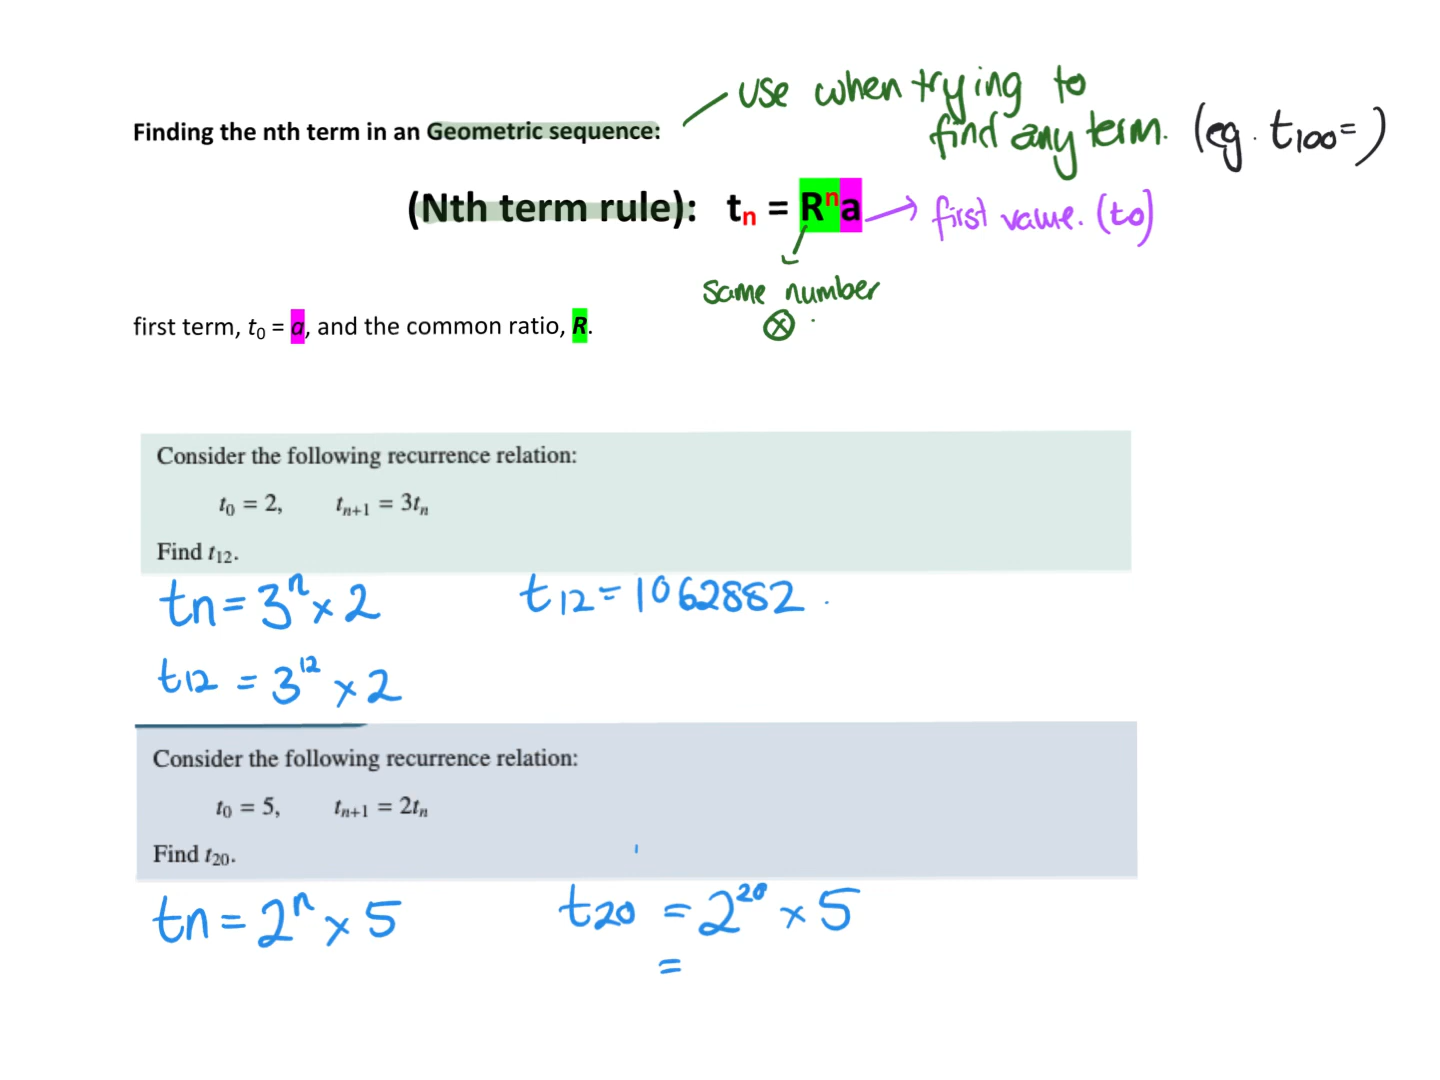 use when trying to
find any term. (eg. t100= )
Finding the nth term in an Geometric sequence:
(Nth term rule): tn = Rⁿa → first value. (to)
same number
⊗ .
first term, t0 = a, and the common ratio, R.
Consider the following recurrence relation:
t0 = 2, tn+1 = 3tn
Find t12.
tn = 3ⁿ × 2 t12 = 1062882 .
t12 = 3¹² × 2
Consider the following recurrence relation:
t0 = 5, tn+1 = 2tn
Find t20.
tn = 2ⁿ × 5 t20 = 2²⁰ × 5
=